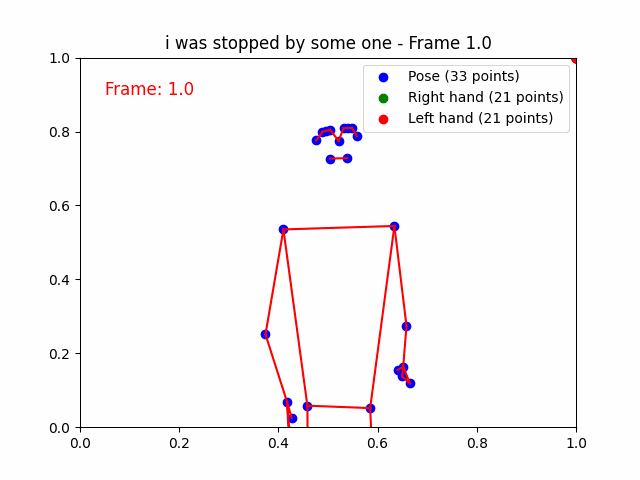 i was stopped by some one - Frame 1.0
Frame: 1.0
Pose (33 points)
Right hand (21 points)
Left hand (21 points)
1.0
0.8
0.6
0.4
0.2
0.0
0.0 0.2 0.4 0.6 0.8 1.0